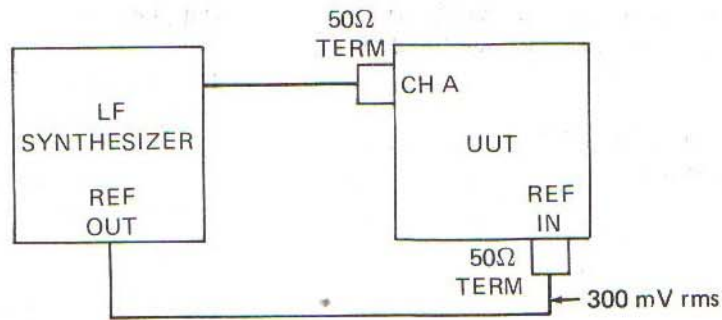 50Ω
TERM
CH A
LF
SYNTHESIZER
UUT
REF
OUT
REF
IN
50Ω
TERM
300 mV rms